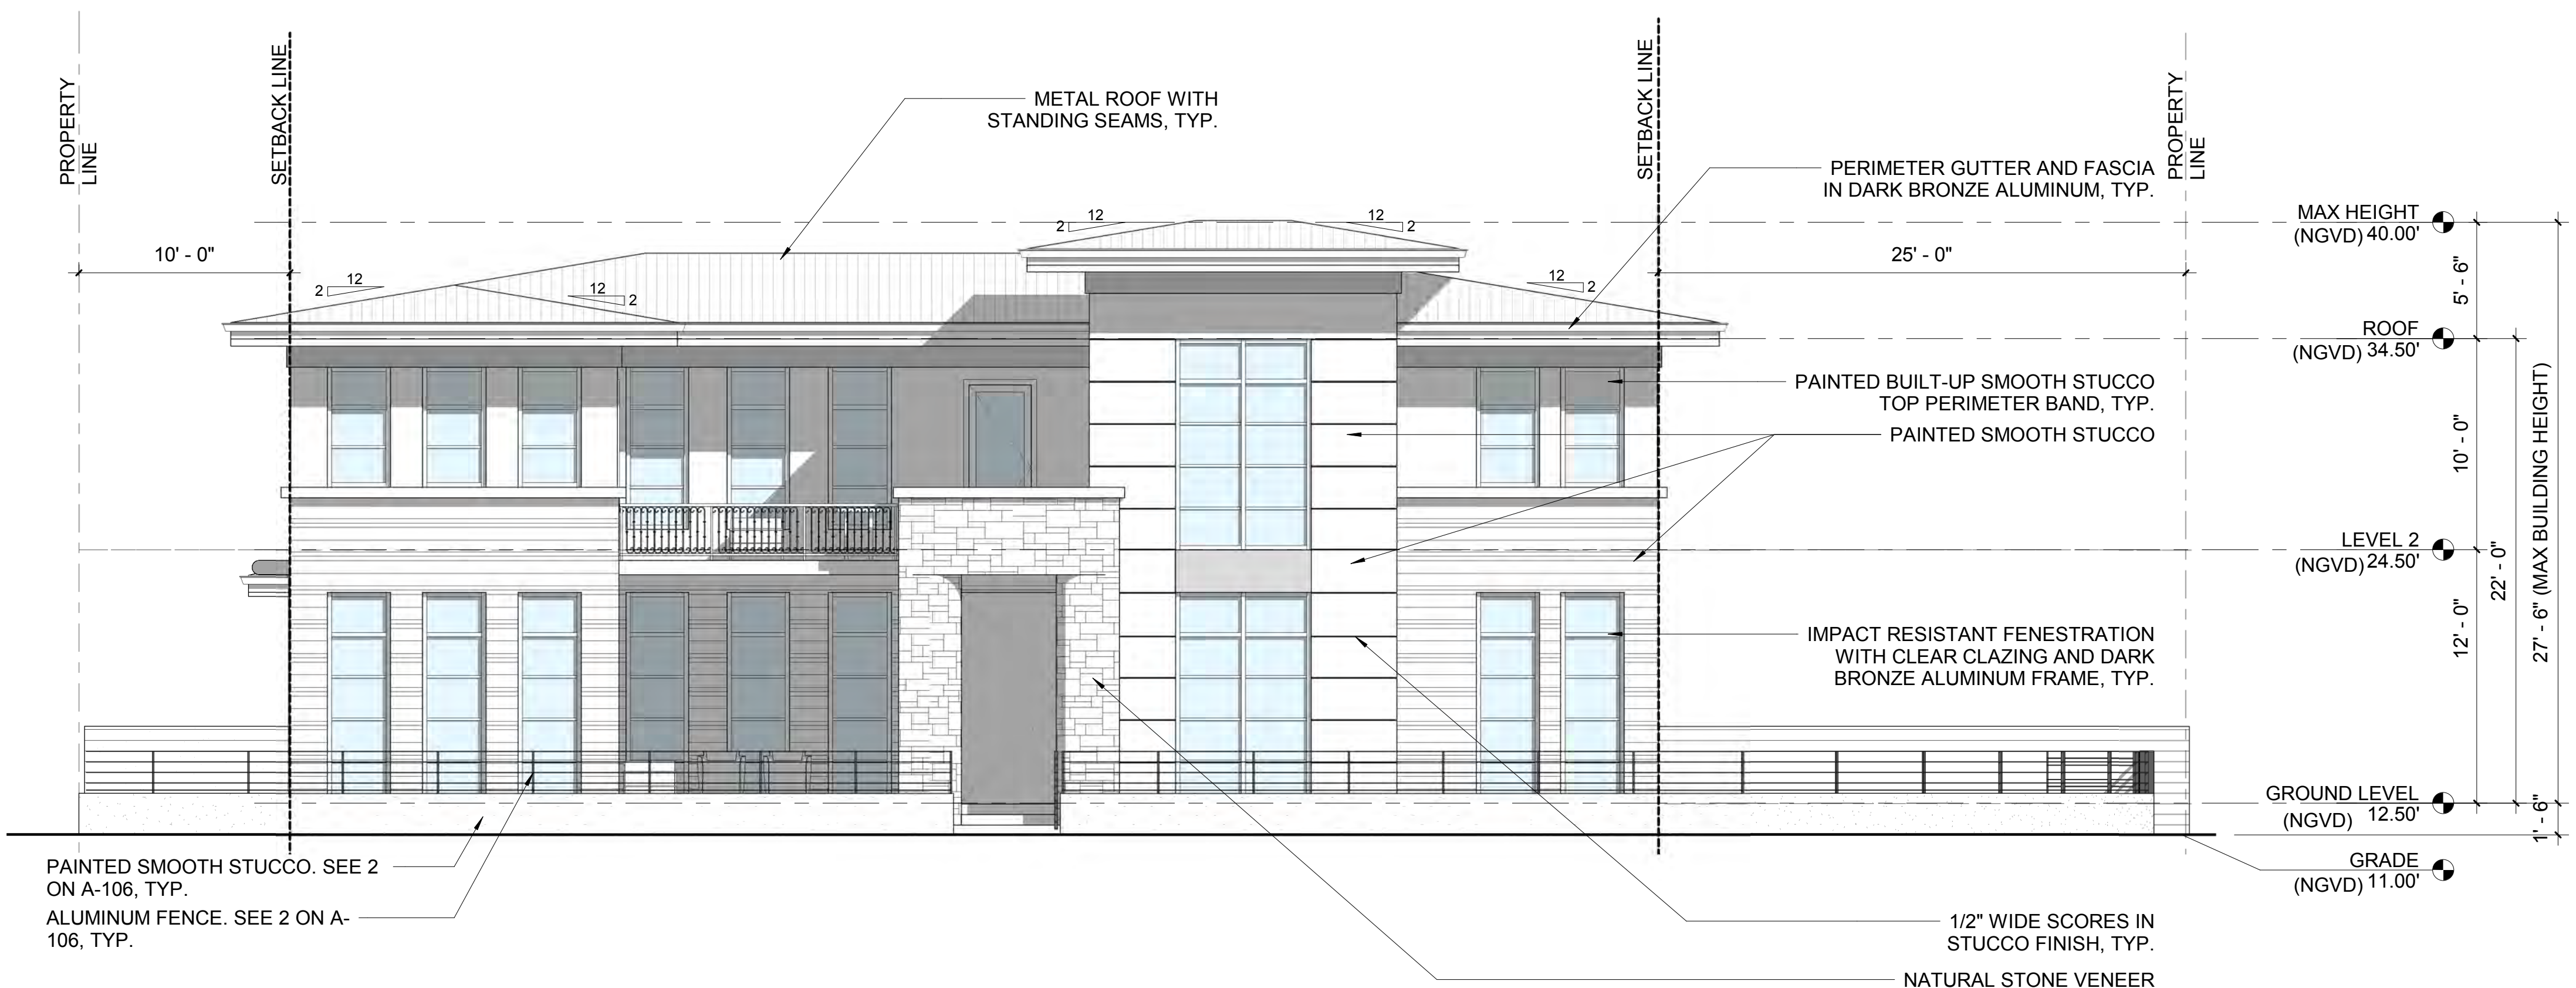 PROPERTY
LINE
SETBACK LINE
METAL ROOF WITH
STANDING SEAMS, TYP.
SETBACK LINE
PROPERTY
LINE
PERIMETER GUTTER AND FASCIA
IN DARK BRONZE ALUMINUM, TYP.
MAX HEIGHT
(NGVD) 40.00'
10' - 0"
12
2
12
2
12
2
12
2
12
2
25' - 0"
5' - 6"
ROOF
(NGVD) 34.50'
PAINTED BUILT-UP SMOOTH STUCCO
TOP PERIMETER BAND, TYP.
PAINTED SMOOTH STUCCO
10' - 0"
27' - 6" (MAX BUILDING HEIGHT)
LEVEL 2
(NGVD) 24.50'
22' - 0"
12' - 0"
IMPACT RESISTANT FENESTRATION
WITH CLEAR CLAZING AND DARK
BRONZE ALUMINUM FRAME, TYP.
GROUND LEVEL
(NGVD) 12.50'
1' - 6"
GRADE
(NGVD) 11.00'
PAINTED SMOOTH STUCCO. SEE 2
ON A-106, TYP.
ALUMINUM FENCE. SEE 2 ON A-
106, TYP.
1/2" WIDE SCORES IN
STUCCO FINISH, TYP.
NATURAL STONE VENEER